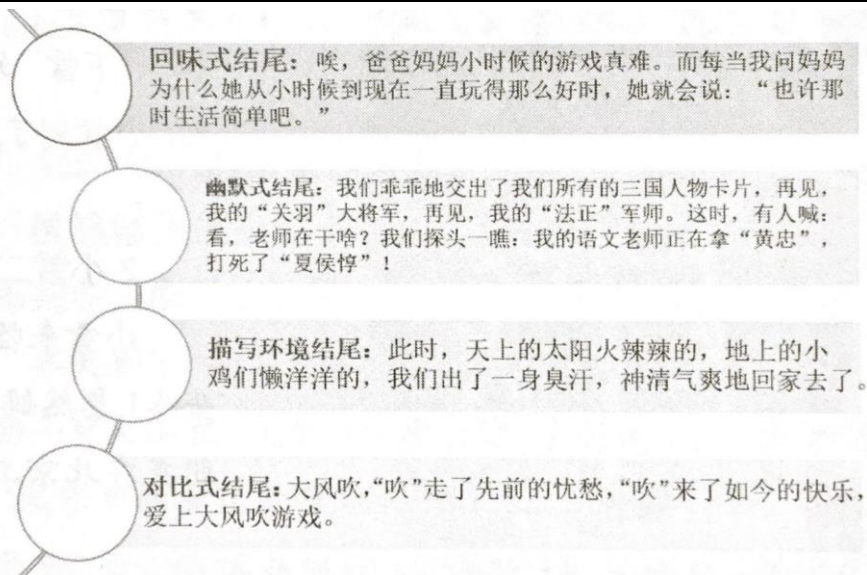 回味式结尾：唉，爸爸妈妈小时候的游戏真难。而每当我问妈妈
为什么她从小时候到现在一直玩得那么好时，她就会说：“也许那
时生活简单吧。”
幽默式结尾：我们乖乖地交出了我们所有的三国人物卡片，再见，
我的“关羽”大将军，再见，我的“法正”军师。这时，有人喊：
看，老师在干啥？我们探头一瞧：我的语文老师正在拿“黄忠”，
打死了“夏侯惇”！
描写环境结尾：此时，天上的太阳火辣辣的，地上的小
鸡们懒洋洋的，我们出了一身臭汗，神清气爽地回家去了。
对比式结尾：大风吹，“吹”走了先前的忧愁，“吹”来了如今的快乐，
爱上大风吹游戏。